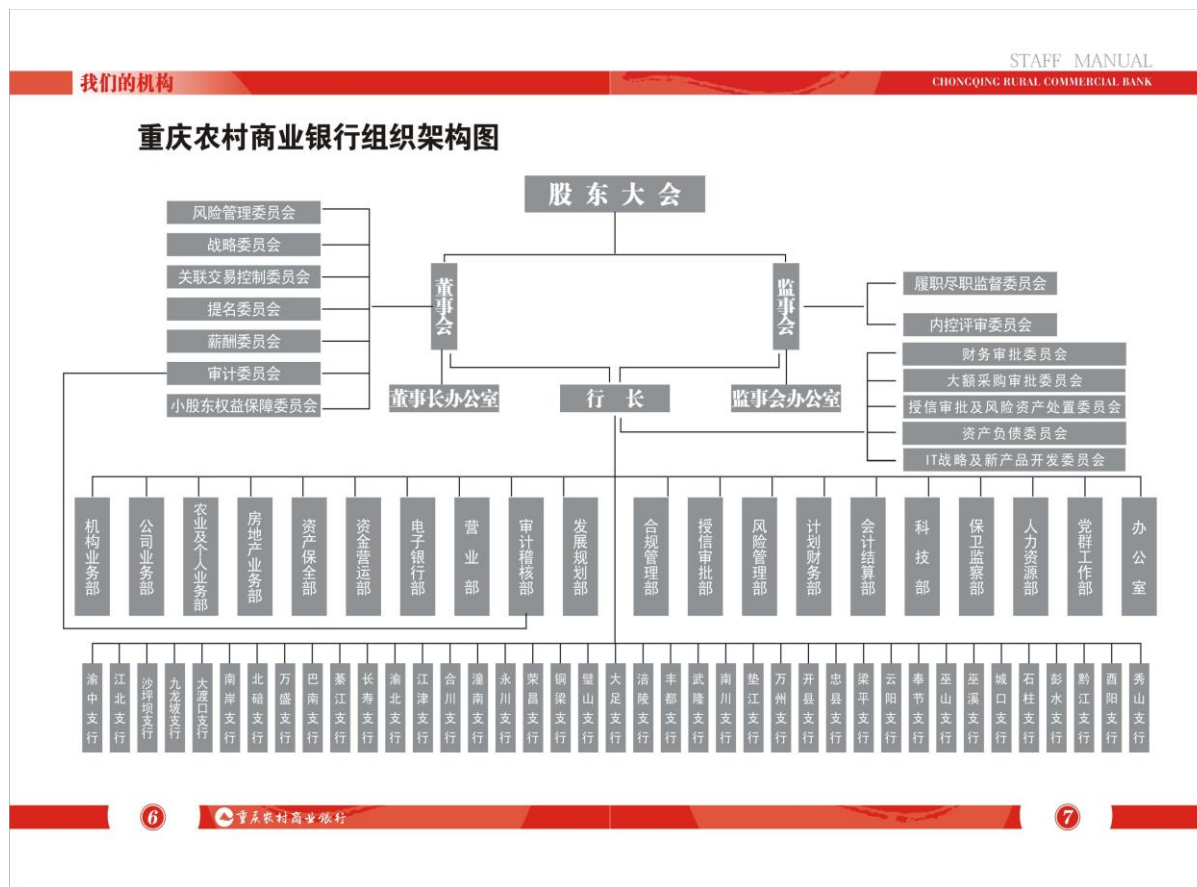 STAFF MANUAL
我们的机构
CHONGQING RURAL COMMERCIAL BANK
重庆农村商业银行组织架构图
股东大会
风险管理委员会
战略委员会
关联交易控制委员会
提名委员会
薪酬委员会
审计委员会
小股东权益保障委员会
董事会
监事会
履职尽职监督委员会
内控评审委员会
财务审批委员会
大额采购审批委员会
授信审批及风险资产处置委员会
资产负债委员会
IT战略及新产品开发委员会
董事长办公室
行长
监事会办公室
机构业务部
公司业务部
农业及个人业务部
房地产业务部
资产保全部
资金营运部
电子银行部
营业部
审计稽核部
发展规划部
合规管理部
授信审批部
风险管理部
计划财务部
会计结算部
科技部
保卫监察部
人力资源部
党群工作部
办公室
渝中支行
江北支行
沙坪坝支行
九龙坡支行
大渡口支行
南岸支行
北碚支行
万盛支行
巴南支行
綦江支行
长寿支行
渝北支行
江津支行
合川支行
潼南支行
永川支行
荣昌支行
铜梁支行
璧山支行
大足支行
涪陵支行
丰都支行
武隆支行
南川支行
垫江支行
万州支行
开县支行
忠县支行
梁平支行
云阳支行
奉节支行
巫山支行
巫溪支行
城口支行
石柱支行
彭水支行
黔江支行
酉阳支行
秀山支行
6
重庆农村商业银行
7